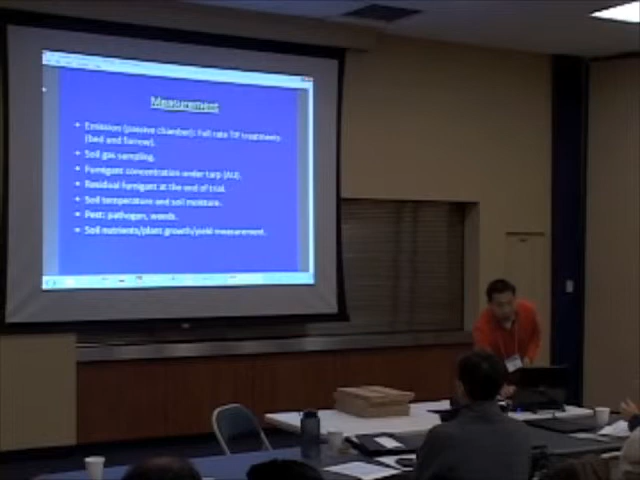 Measurement
• Emission (passive chamber): Full rate TIF treatments
(bed and furrow).
• Soil gas sampling.
• Fumigant concentration under tarp (AU).
• Residual fumigant at the end of trial.
• Soil temperature and soil moisture.
• Pest: pathogen, weeds.
• Soil nutrients/plant growth/yield measurement.